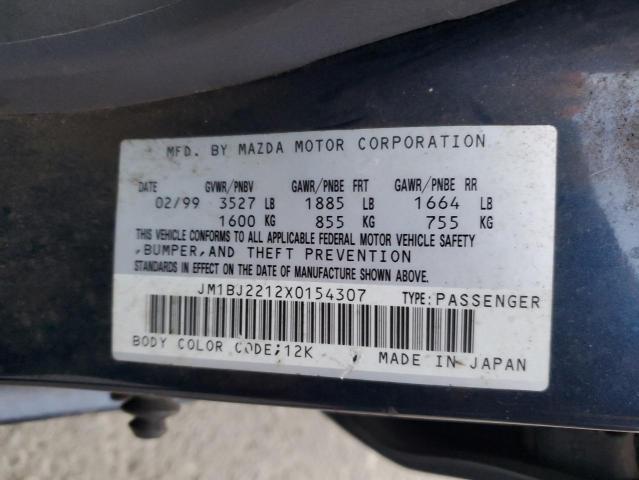 MFD. BY MAZDA MOTOR CORPORATION
DATE GVWR/PNBV GAWR/PNBE FRT GAWR/PNBE RR
02/99 3527 LB 1885 LB 1664 LB
1600 KG 855 KG 755 KG
THIS VEHICLE CONFORMS TO ALL APPLICABLE FEDERAL MOTOR VEHICLE SAFETY
,BUMPER,AND THEFT PREVENTION
STANDARDS IN EFFECT ON THE DATE OF MANUFACTURE SHOWN ABOVE.
JM1BJ2212X0154307 TYPE:PASSENGER
BODY COLOR CODE;12K MADE IN JAPAN